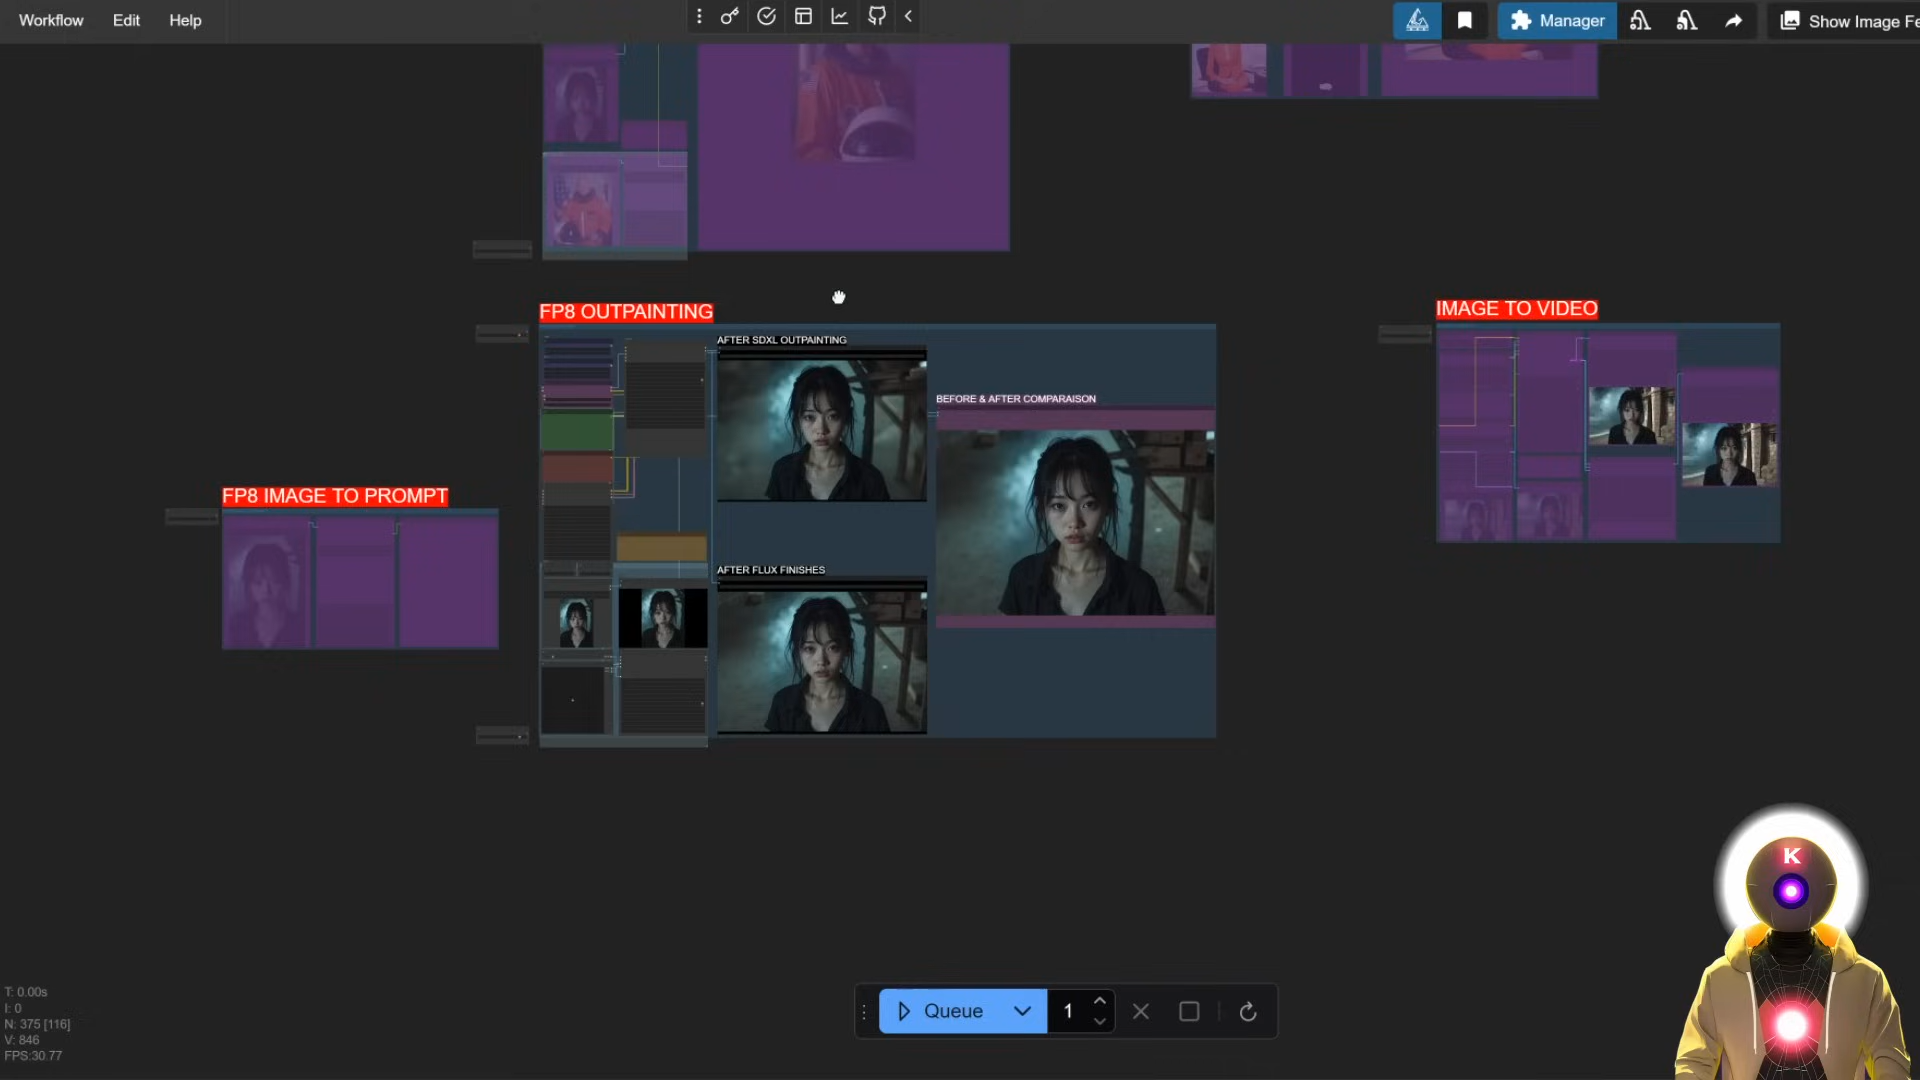 Workflow Edit Help
Manager
Show Image Fe
FP8 OUTPAINTING
IMAGE TO VIDEO
AFTER SDXL OUTPAINTING
BEFORE & AFTER COMPARAISON
FP8 IMAGE TO PROMPT
AFTER FLUX FINISHES
K
T: 0.00s
I: 0
N: 375 [116]
V: 846
FPS:30.77
Queue 1